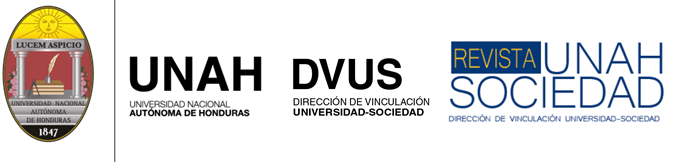 LUCEM ASPICIO
UNIVERSIDAD NACIONAL
AUTÓNOMA
DE HONDURAS
1847
UNAH
UNIVERSIDAD NACIONAL
AUTÓNOMA DE HONDURAS
DVUS
DIRECCIÓN DE VINCULACIÓN
UNIVERSIDAD-SOCIEDAD
REVISTA UNAH
SOCIEDAD
DIRECCIÓN DE VINCULACIÓN UNIVERSIDAD-SOCIEDAD